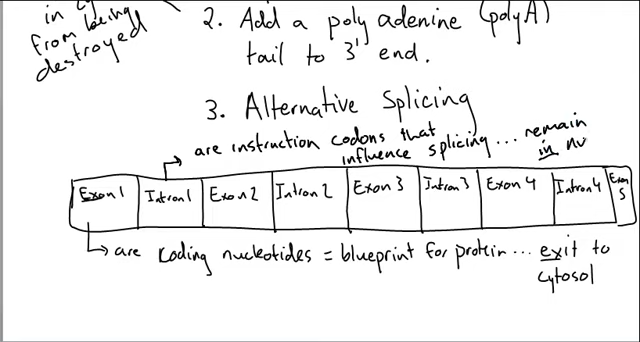 in
from being
destroyed
2. Add a poly adenine (polyA)
tail to 3' end.
3. Alternative Splicing
are instruction codons that
influence splicing ... remain
in nu
Exon 1 Intron 1 Exon 2 Intron 2 Exon 3 Intron 3 Exon 4 Intron 4 Exon 5
are coding nucleotides = blueprint for protein ... exit to
cytosol